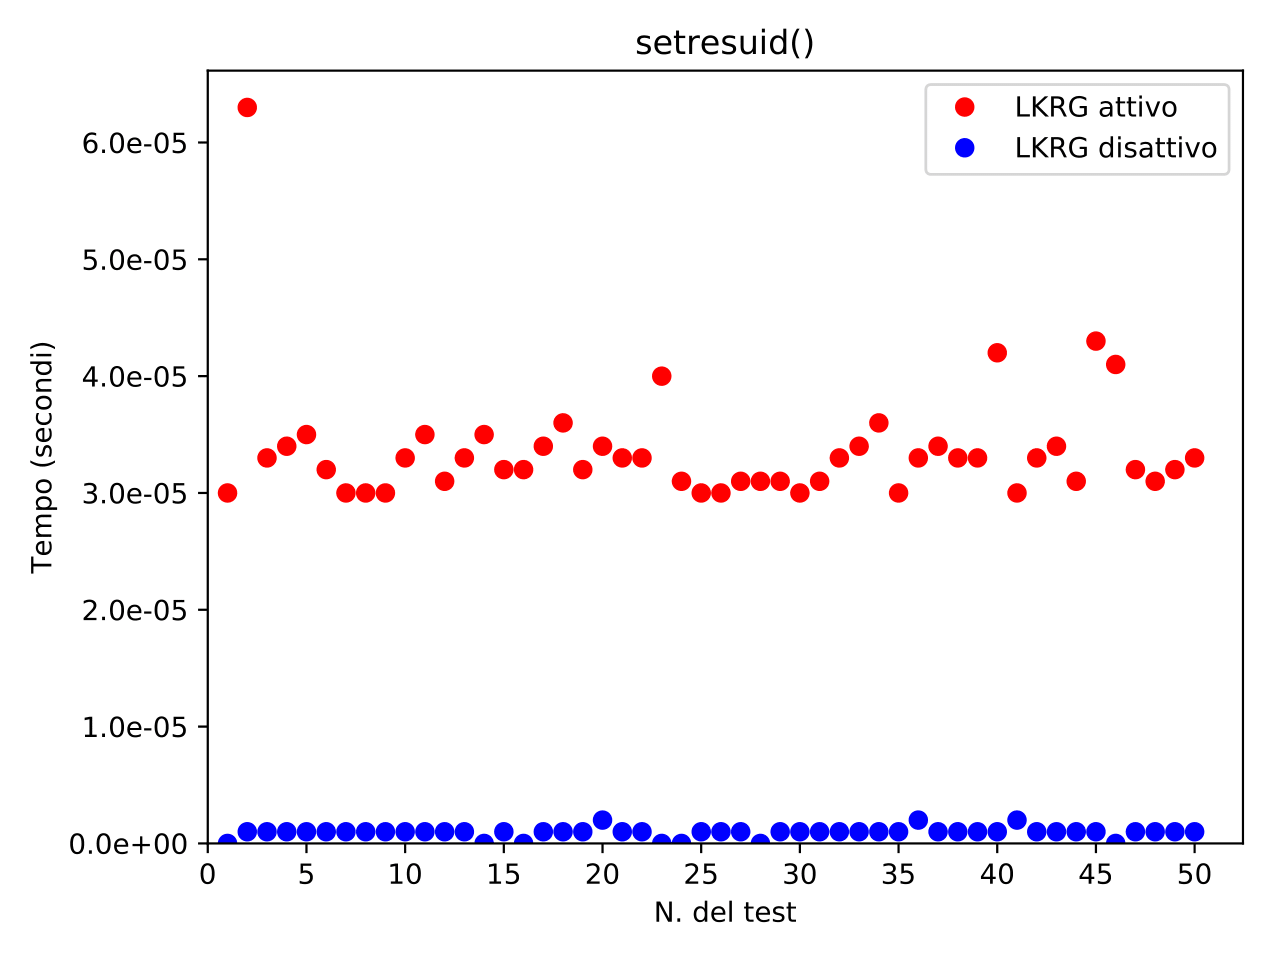 setresuid()
LKRG attivo
LKRG disattivo
Tempo (secondi)
6.0e-05
5.0e-05
4.0e-05
3.0e-05
2.0e-05
1.0e-05
0.0e+00
0 5 10 15 20 25 30 35 40 45 50
N. del test